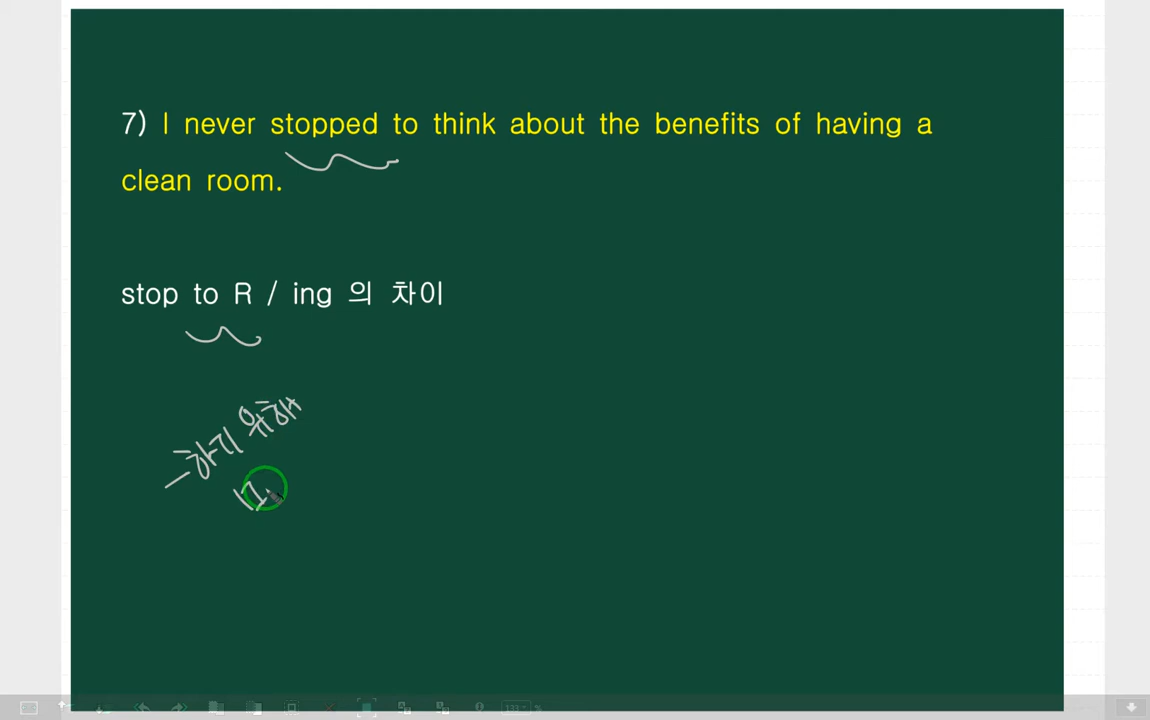 7) I never stopped to think about the benefits of having a
clean room.
stop to R / ing 의 차이
-하기 위해
133 %